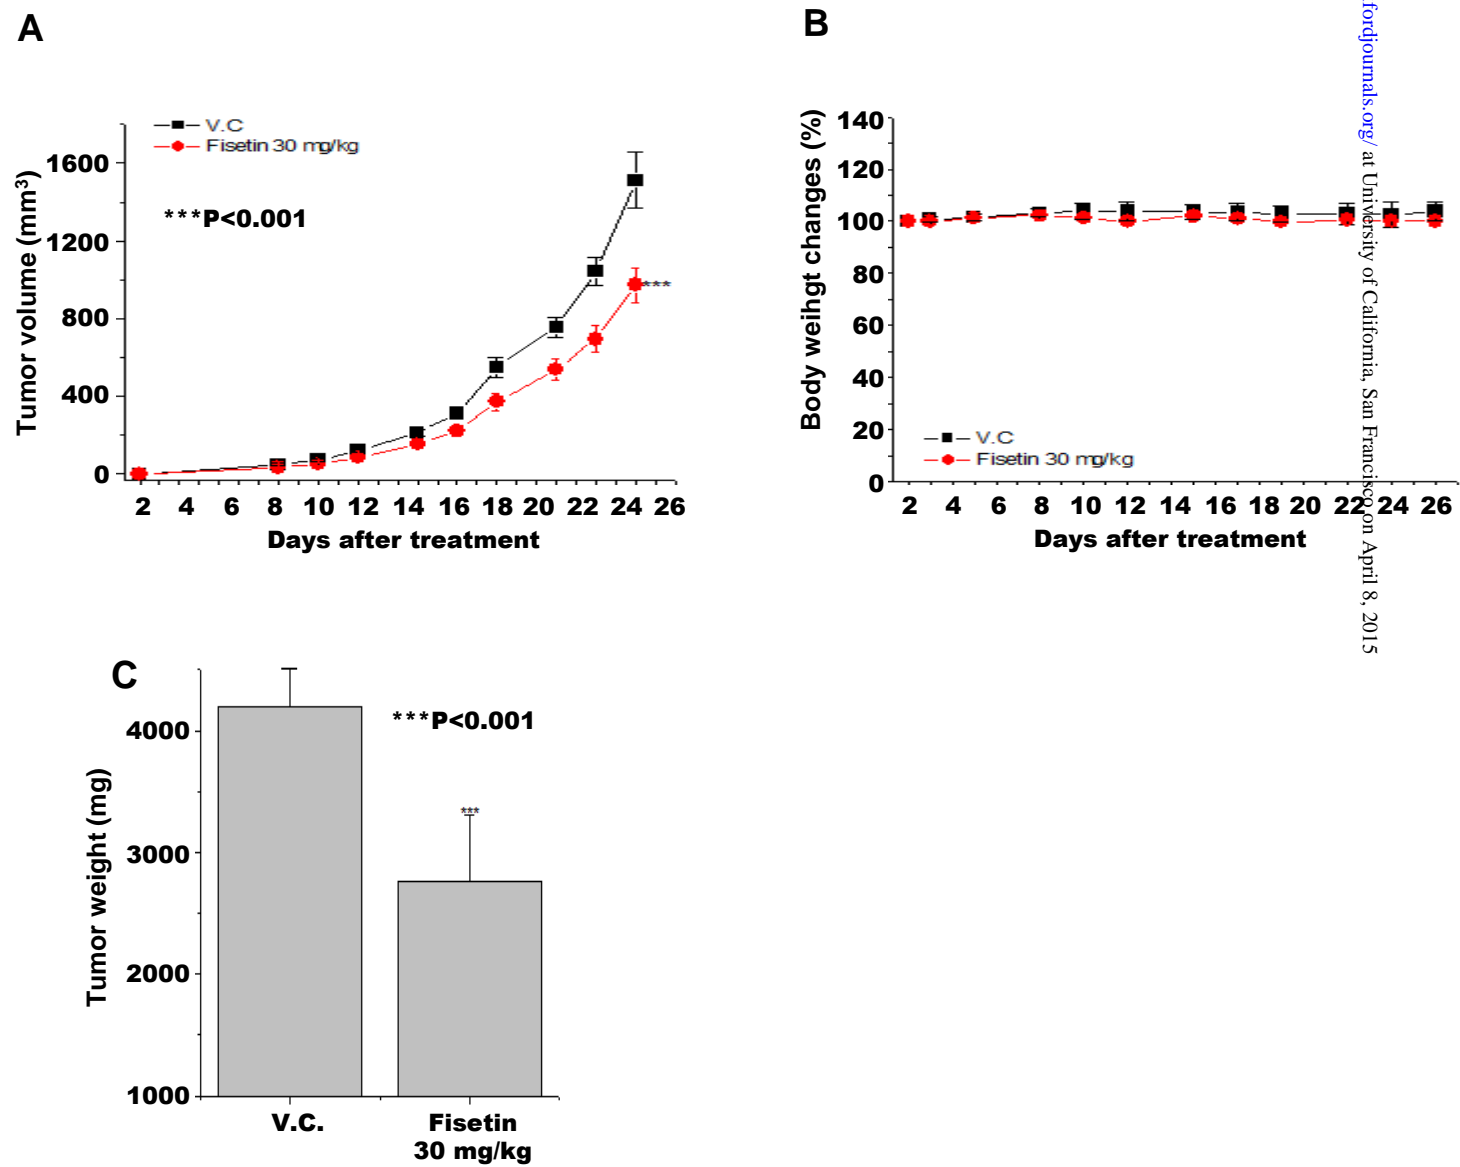 A
V.C
Fisetin 30 mg/kg
***P<0.001
Tumor volume (mm³)
1600
1200
800
400
0
***
2 4 6 8 10 12 14 16 18 20 22 24 26
Days after treatment
B
Body weihgt changes (%)
140
120
100
80
60
40
20
0
V.C
Fisetin 30 mg/kg
2 4 6 8 10 12 14 16 18 20 22 24 26
Days after treatment
fordjournals.org/ at University of California, San Francisco on April 8, 2015
C
***P<0.001
***
Tumor weight (mg)
4000
3000
2000
1000
V.C.
Fisetin
30 mg/kg